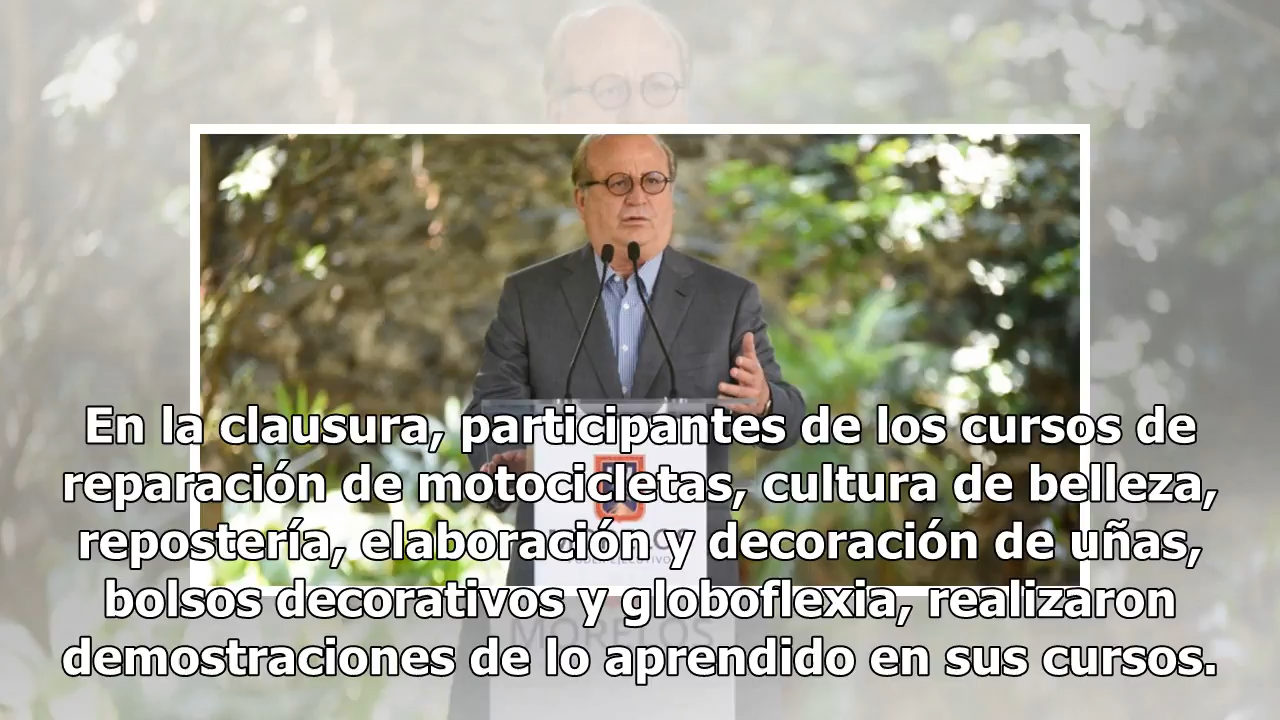 En la clausura, participantes de los cursos de
reparación de motocicletas, cultura de belleza,
repostería, elaboración y decoración de uñas,
bolsos decorativos y globoflexia, realizaron
demostraciones de lo aprendido en sus cursos.
MORELOS